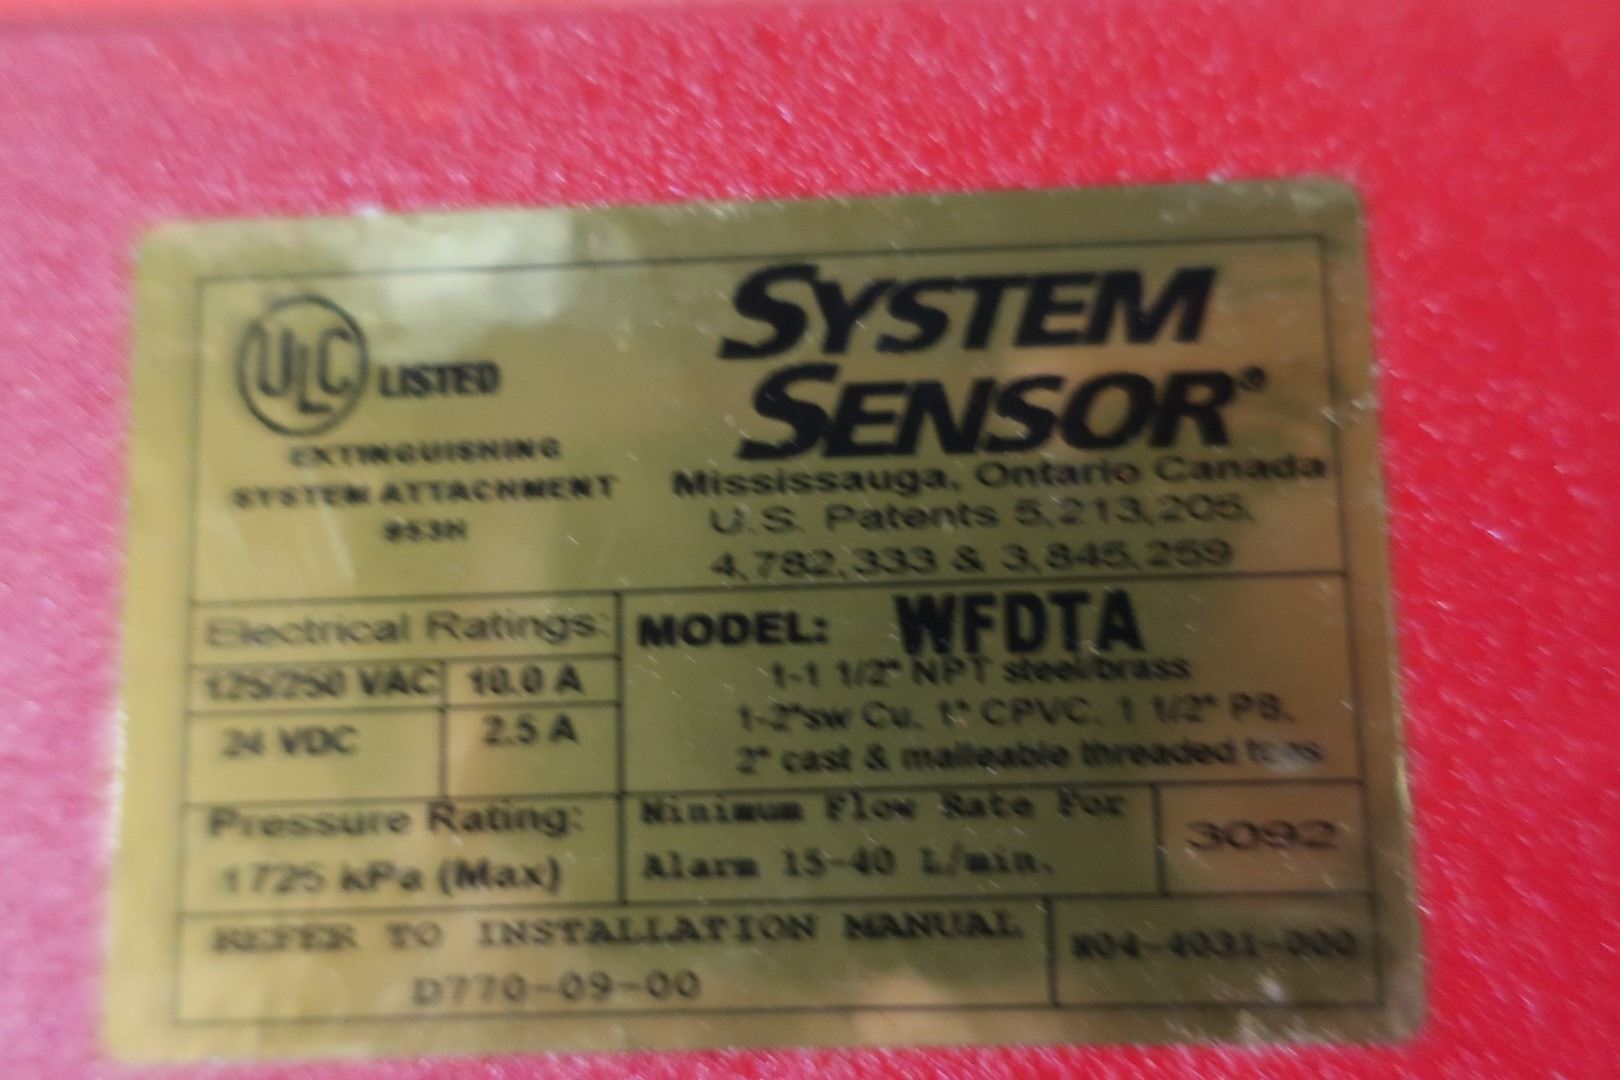 ULC LISTED
EXTINGUISHING
SYSTEM ATTACHMENT
953H
SYSTEM
SENSOR®
Mississauga, Ontario Canada
U.S. Patents 5,213,205,
4,782,333 & 3,845,259
Electrical Ratings:
125/250 VAC 10.0 A
24 VDC 2.5 A
MODEL: WFDTA
1-1 1/2" NPT steel/brass
1-2"sw Cu, 1" CPVC, 1 1/2" PB,
2" cast & malleable threaded
Pressure Rating:
1725 kPa (Max)
Minimum Flow Rate For
Alarm 15-40 L/min.
3092
REFER TO INSTALLATION MANUAL
D770-09-00
N04-4031-000